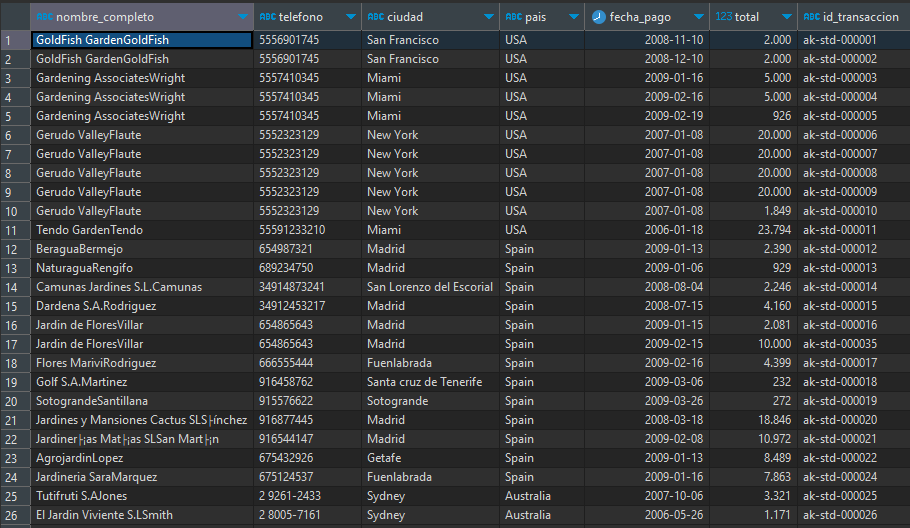 ABC nombre_completo ABC telefono ABC ciudad ABC pais fecha_pago 123 total ABC id_transaccion
1 GoldFish GardenGoldFish 5556901745 San Francisco USA 2008-11-10 2.000 ak-std-000001
2 GoldFish GardenGoldFish 5556901745 San Francisco USA 2008-12-10 2.000 ak-std-000002
3 Gardening AssociatesWright 5557410345 Miami USA 2009-01-16 5.000 ak-std-000003
4 Gardening AssociatesWright 5557410345 Miami USA 2009-02-16 5.000 ak-std-000004
5 Gardening AssociatesWright 5557410345 Miami USA 2009-02-19 926 ak-std-000005
6 Gerudo ValleyFlaute 5552323129 New York USA 2007-01-08 20.000 ak-std-000006
7 Gerudo ValleyFlaute 5552323129 New York USA 2007-01-08 20.000 ak-std-000007
8 Gerudo ValleyFlaute 5552323129 New York USA 2007-01-08 20.000 ak-std-000008
9 Gerudo ValleyFlaute 5552323129 New York USA 2007-01-08 20.000 ak-std-000009
10 Gerudo ValleyFlaute 5552323129 New York USA 2007-01-08 1.849 ak-std-000010
11 Tendo GardenTendo 55591233210 Miami USA 2006-01-18 23.794 ak-std-000011
12 BeraguaBermejo 654987321 Madrid Spain 2009-01-13 2.390 ak-std-000012
13 NaturaguaRengifo 689234750 Madrid Spain 2009-01-06 929 ak-std-000013
14 Camunas Jardines S.L.Camunas 34914873241 San Lorenzo del Escorial Spain 2008-08-04 2.246 ak-std-000014
15 Dardena S.A.Rodriguez 34912453217 Madrid Spain 2008-07-15 4.160 ak-std-000015
16 Jardin de FloresVillar 654865643 Madrid Spain 2009-01-15 2.081 ak-std-000016
17 Jardin de FloresVillar 654865643 Madrid Spain 2009-02-15 10.000 ak-std-000035
18 Flores MariviRodriguez 666555444 Fuenlabrada Spain 2009-02-16 4.399 ak-std-000017
19 Golf S.A.Martinez 916458762 Santa cruz de Tenerife Spain 2009-03-06 232 ak-std-000018
20 SotograndeSantillana 915576622 Sotogrande Spain 2009-03-26 272 ak-std-000019
21 Jardines y Mansiones Cactus SLS├ínchez 916877445 Madrid Spain 2008-03-18 18.846 ak-std-000020
22 Jardiner├¡as Mat├¡as SLSan Mart├¡n 916544147 Madrid Spain 2009-02-08 10.972 ak-std-000021
23 AgrojardinLopez 675432926 Getafe Spain 2009-01-13 8.489 ak-std-000022
24 Jardineria SaraMarquez 675124537 Fuenlabrada Spain 2009-01-16 7.863 ak-std-000024
25 Tutifruti S.AJones 2 9261-2433 Sydney Australia 2007-10-06 3.321 ak-std-000025
26 El Jardin Viviente S.LSmith 2 8005-7161 Sydney Australia 2006-05-26 1.171 ak-std-000026